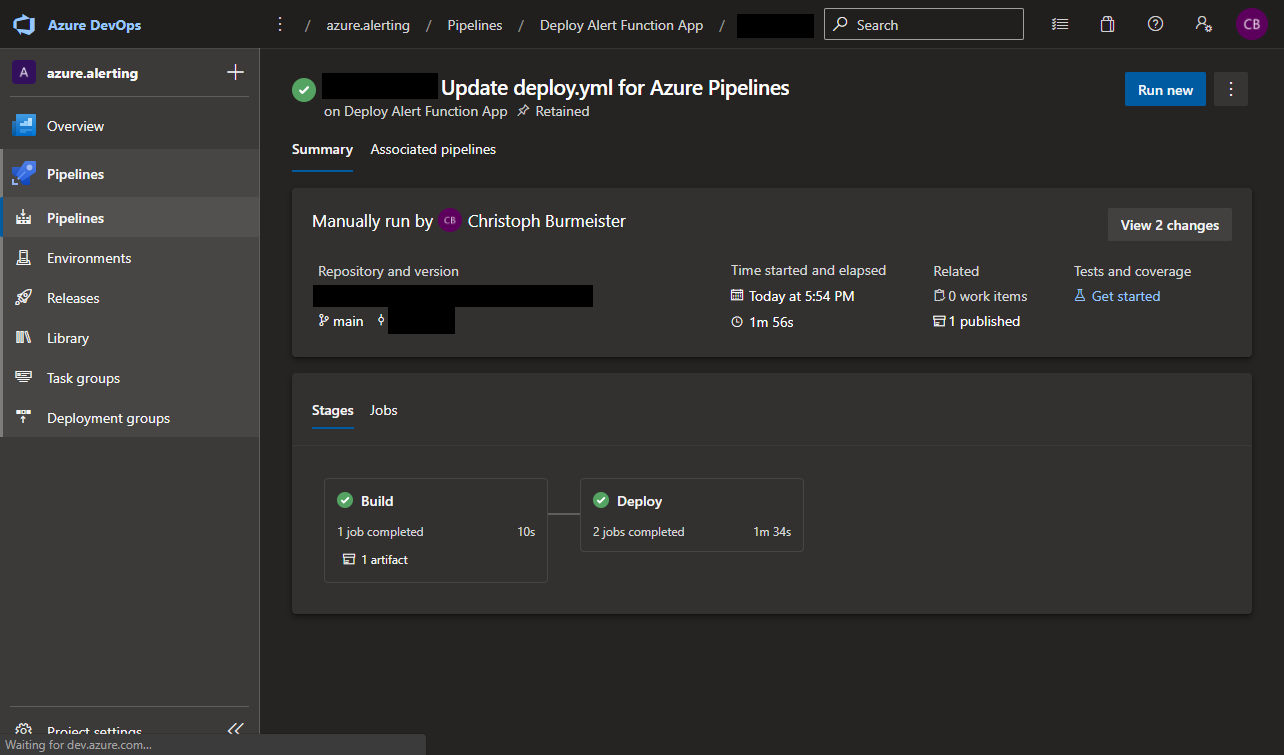 Azure DevOps
/ azure.alerting / Pipelines / Deploy Alert Function App /
Search
CB
A azure.alerting
Overview
Pipelines
Pipelines
Environments
Releases
Library
Task groups
Deployment groups
Project settings
Waiting for dev.azure.com...
Update deploy.yml for Azure Pipelines
on Deploy Alert Function App Retained
Run new
Summary Associated pipelines
Manually run by CB Christoph Burmeister
View 2 changes
Repository and version
main
Time started and elapsed
Today at 5:54 PM
1m 56s
Related
0 work items
1 published
Tests and coverage
Get started
Stages Jobs
Build
1 job completed 10s
1 artifact
Deploy
2 jobs completed 1m 34s